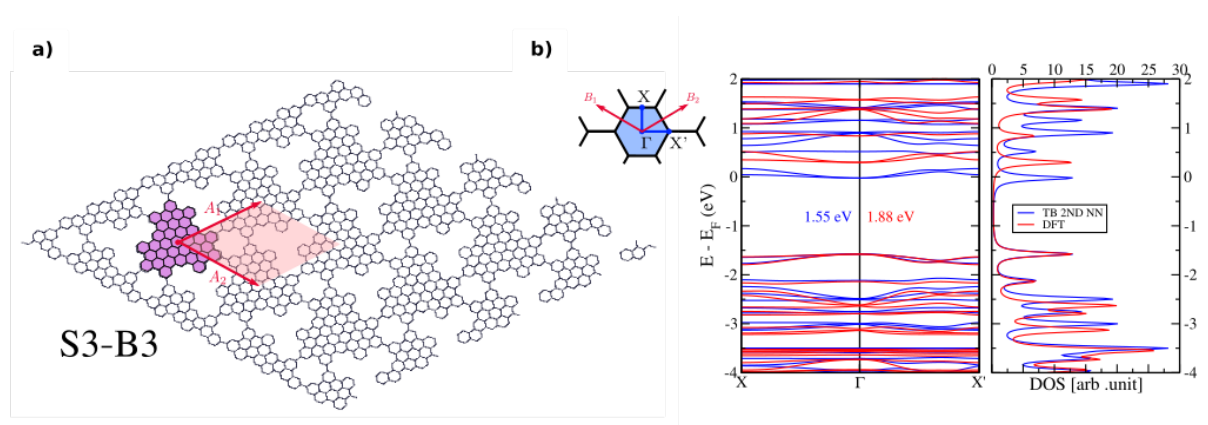 a)
b)
A1
A2
S3-B3
B1
B2
X
Γ
X'
E - EF (eV)
2
1
0
-1
-2
-3
-4
1.55 eV
1.88 eV
X
Γ
X'
0 5 10 15 20 25 30
TB 2ND NN
DFT
2
1
0
-1
-2
-3
-4
DOS [arb .unit]